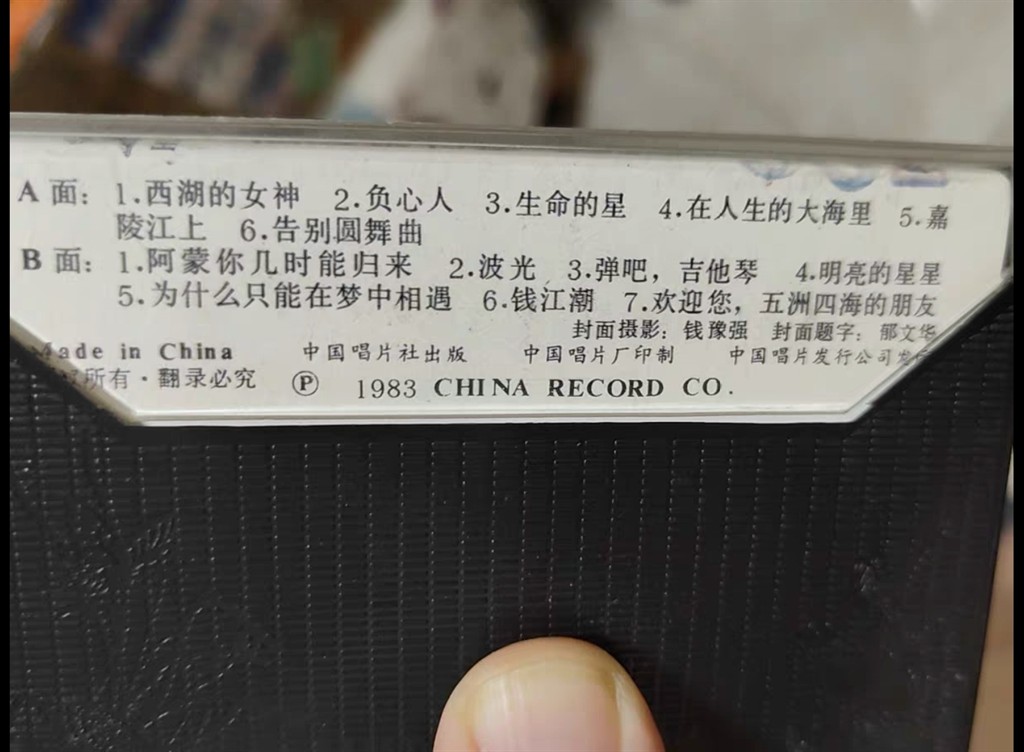 A 面：1.西湖的女神 2.负心人 3.生命的星 4.在人生的大海里 5.嘉
陵江上 6.告别圆舞曲
B 面：1.阿蒙你几时能归来 2.波光 3.弹吧，吉他琴 4.明亮的星星
5.为什么只能在梦中相遇 6.钱江潮 7.欢迎您，五洲四海的朋友
封面摄影：钱豫强 封面题字：郁文华
Made in China 中国唱片社出版 中国唱片厂印制 中国唱片发行公司发
所有·翻录必究 Ⓟ 1983 CHINA RECORD CO.